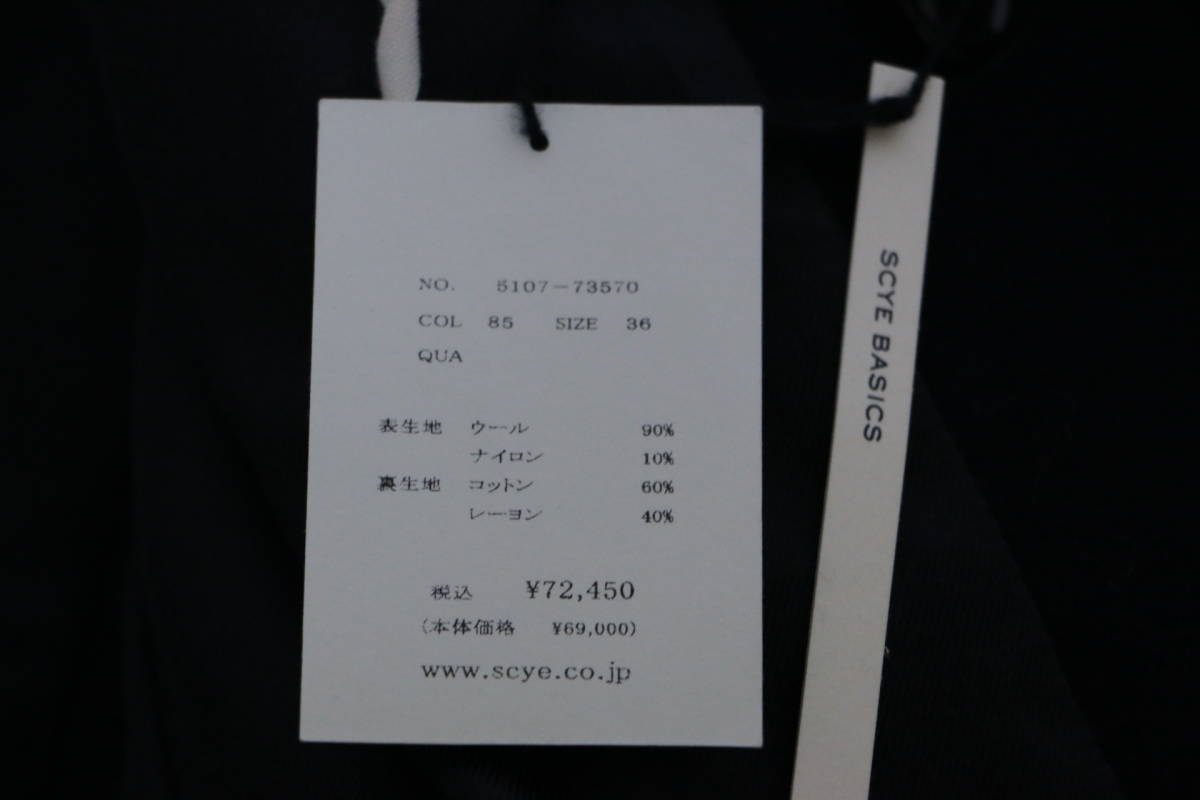 NO. 5107-73570
COL 85 SIZE 36
QUA
表生地 ウール 90%
ナイロン 10%
裏生地 コットン 60%
レーヨン 40%
税込 ¥72,450
(本体価格 ¥69,000)
www.scye.co.jp
SCYE BASICS